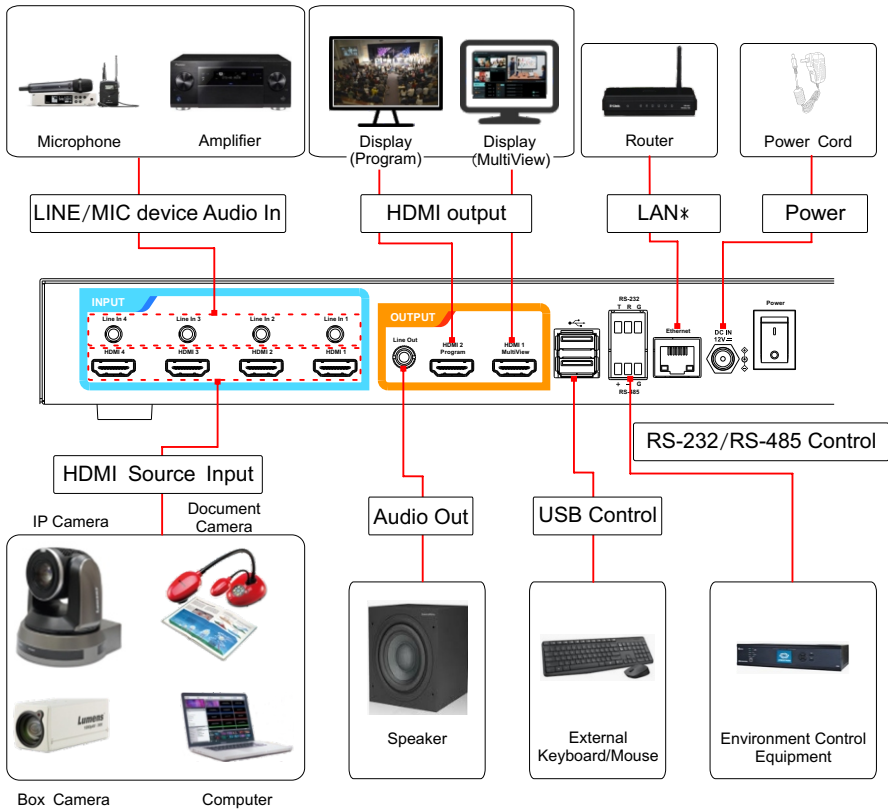 Microphone
Amplifier
Display
(Program)
Display
(MultiView)
Router
Power Cord
LINE/MIC device Audio In
HDMI output
LAN*
Power
INPUT
Line In 4
Line In 3
Line In 2
Line In 1
HDMI 4
HDMI 3
HDMI 2
HDMI 1
OUTPUT
Line Out
HDMI 2
Program
HDMI 1
MultiView
RS-232
T R G
+ − G
RS-485
Ethernet
DC IN
12V
Power
HDMI Source Input
Audio Out
USB Control
RS-232/RS-485 Control
IP Camera
Document
Camera
Lumens
Box Camera
Computer
Speaker
External
Keyboard/Mouse
Environment Control
Equipment